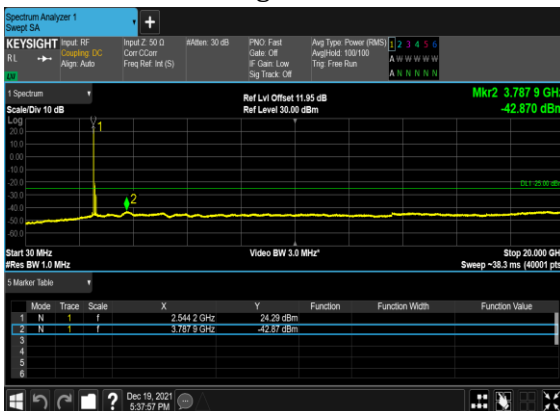 Spectrum Analyzer 1
Swept SA
KEYSIGHT Input: RF Input Z: 50 Ω #Atten: 30 dB PNO: Fast Avg Type: Power (RMS) 1 2 3 4 5 6
RL Coupling: DC Corr CCorr Gate: Off Avg|Hold: 100/100 A W W W W W
Align: Auto Freq Ref: Int (S) IF Gain: Low Trig: Free Run A N N N N N
Sig Track: Off
LV
1 Spectrum Ref Lvl Offset 11.95 dB Mkr2 3.787 9 GHz
Scale/Div 10 dB Ref Level 30.00 dBm -42.870 dBm
Log
20.0 1
10.0
0.00
-10.0
-20.0 DL1 -25.00 dBm
-30.0
-40.0 2
-50.0
-60.0
Start 30 MHz Video BW 3.0 MHz* Stop 20.000 GHz
#Res BW 1.0 MHz Sweep ~38.3 ms (40001 pts)
5 Marker Table
Mode Trace Scale X Y Function Function Width Function Value
1 N 1 f 2.544 2 GHz 24.29 dBm
2 N 1 f 3.787 9 GHz -42.87 dBm
3
4
5
6
? Dec 19, 2021
5:37:57 PM